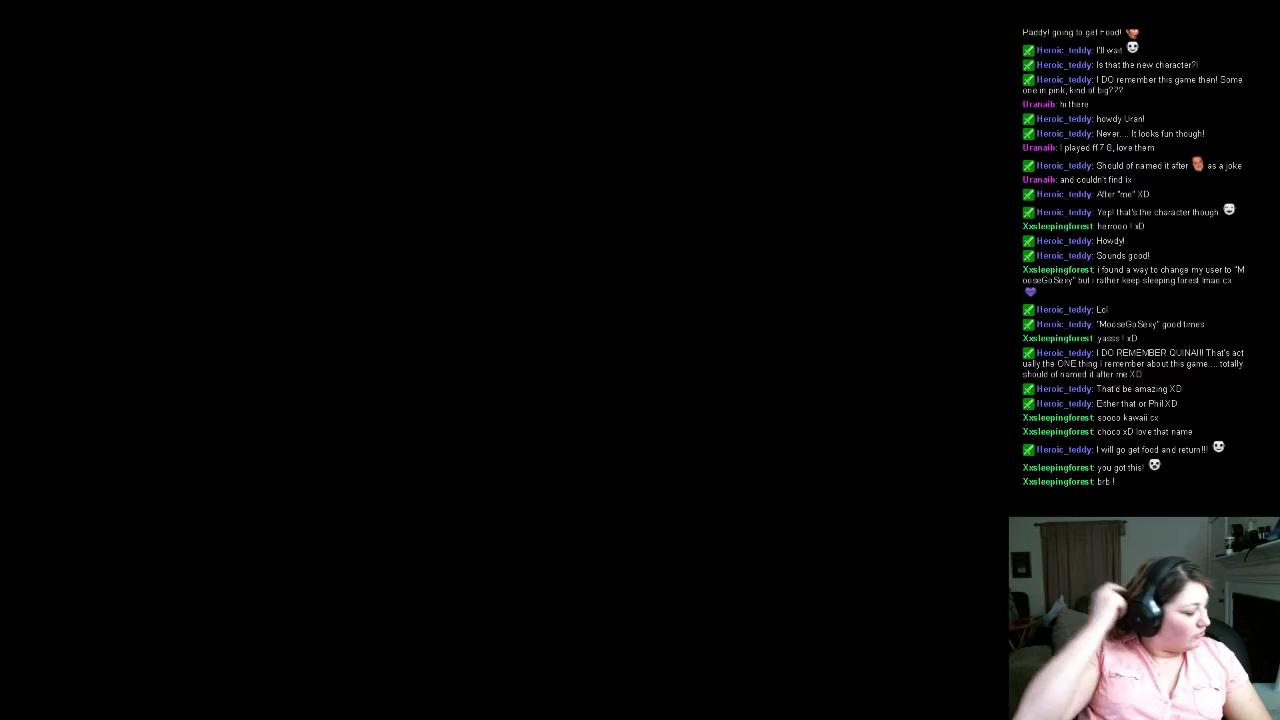 Paddy! going to get Food!
Heroic_teddy: I'll wait
Heroic_teddy: Is that the new character?!
Heroic_teddy: I DO remember this game then! Some
one in pink, kind of big???
Uranaib: hi there
Heroic_teddy: howdy Uran!
Heroic_teddy: Never.... It looks fun though!
Uranaib: I played ff 7 8, love them
Heroic_teddy: Should of named it after as a joke
Uranaib: and couldn't find ix
Heroic_teddy: After "me" XD
Heroic_teddy: Yep! that's the character though
Xxsleepingforest: herrooo ! xD
Heroic_teddy: Howdy!
Heroic_teddy: Sounds good!
Xxsleepingforest: i found a way to change my user to "M
ooseGoSexy" but i rather keep sleeping forest lmao cx
Heroic_teddy: Lol
Heroic_teddy: "MooseGoSexy" good times
Xxsleepingforest: yasss ! xD
Heroic_teddy: I DO REMEMBER QUINA!!! That's act
ually the ONE thing I remember about this game.... totally
should of named it after me XD
Heroic_teddy: That'd be amazing XD
Heroic_teddy: Either that or Phil XD
Xxsleepingforest: soooo kawaii cx
Xxsleepingforest: choco xD love that name
Heroic_teddy: I will go get food and return!!!
Xxsleepingforest: you got this!
Xxsleepingforest: brb !